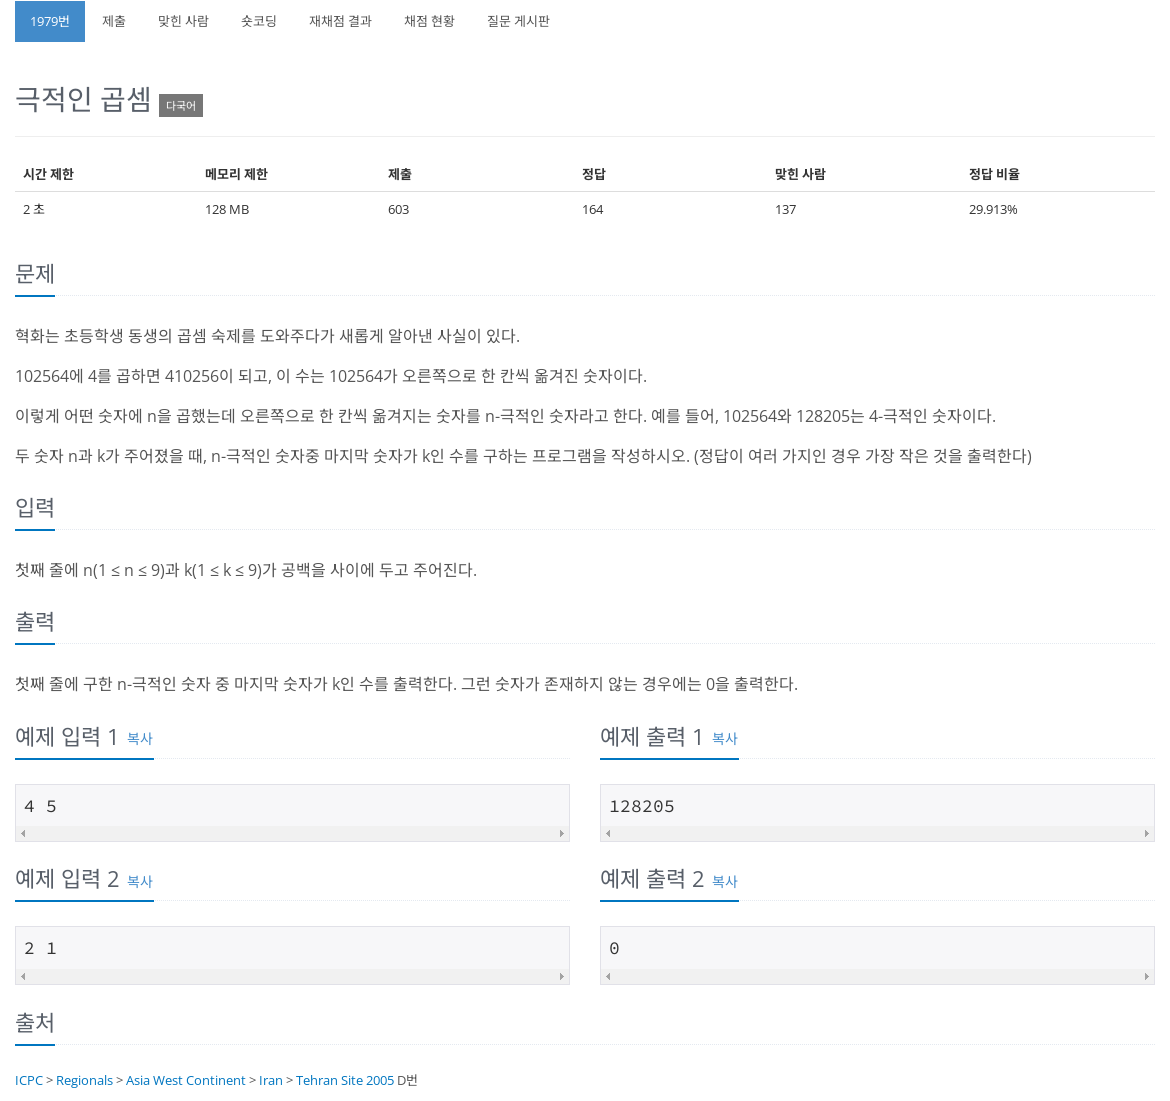 1979번 제출 맞힌 사람 숏코딩 재채점 결과 채점 현황 질문 게시판
극적인 곱셈 다국어
시간 제한 메모리 제한 제출 정답 맞힌 사람 정답 비율
2 초 128 MB 603 164 137 29.913%
문제
혁화는 초등학생 동생의 곱셈 숙제를 도와주다가 새롭게 알아낸 사실이 있다.
102564에 4를 곱하면 410256이 되고, 이 수는 102564가 오른쪽으로 한 칸씩 옮겨진 숫자이다.
이렇게 어떤 숫자에 n을 곱했는데 오른쪽으로 한 칸씩 옮겨지는 숫자를 n-극적인 숫자라고 한다. 예를 들어, 102564와 128205는 4-극적인 숫자이다.
두 숫자 n과 k가 주어졌을 때, n-극적인 숫자중 마지막 숫자가 k인 수를 구하는 프로그램을 작성하시오. (정답이 여러 가지인 경우 가장 작은 것을 출력한다)
입력
첫째 줄에 n(1 ≤ n ≤ 9)과 k(1 ≤ k ≤ 9)가 공백을 사이에 두고 주어진다.
출력
첫째 줄에 구한 n-극적인 숫자 중 마지막 숫자가 k인 수를 출력한다. 그런 숫자가 존재하지 않는 경우에는 0을 출력한다.
예제 입력 1 복사
4 5
예제 출력 1 복사
128205
예제 입력 2 복사
2 1
예제 출력 2 복사
0
출처
ICPC > Regionals > Asia West Continent > Iran > Tehran Site 2005 D번